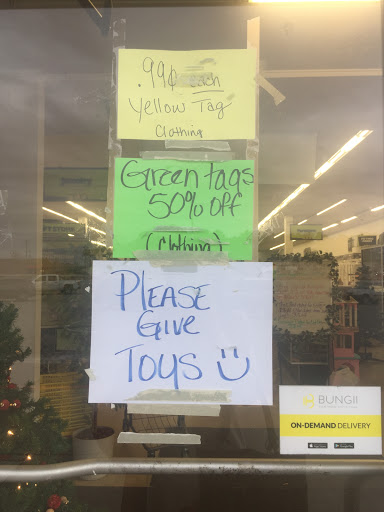 .99¢ each
Yellow Tag
Clothing
Green tags
50% off
(Clothing)
PLEASE
GIVE
TOYS
BUNGII
ON-DEMAND DELIVERY